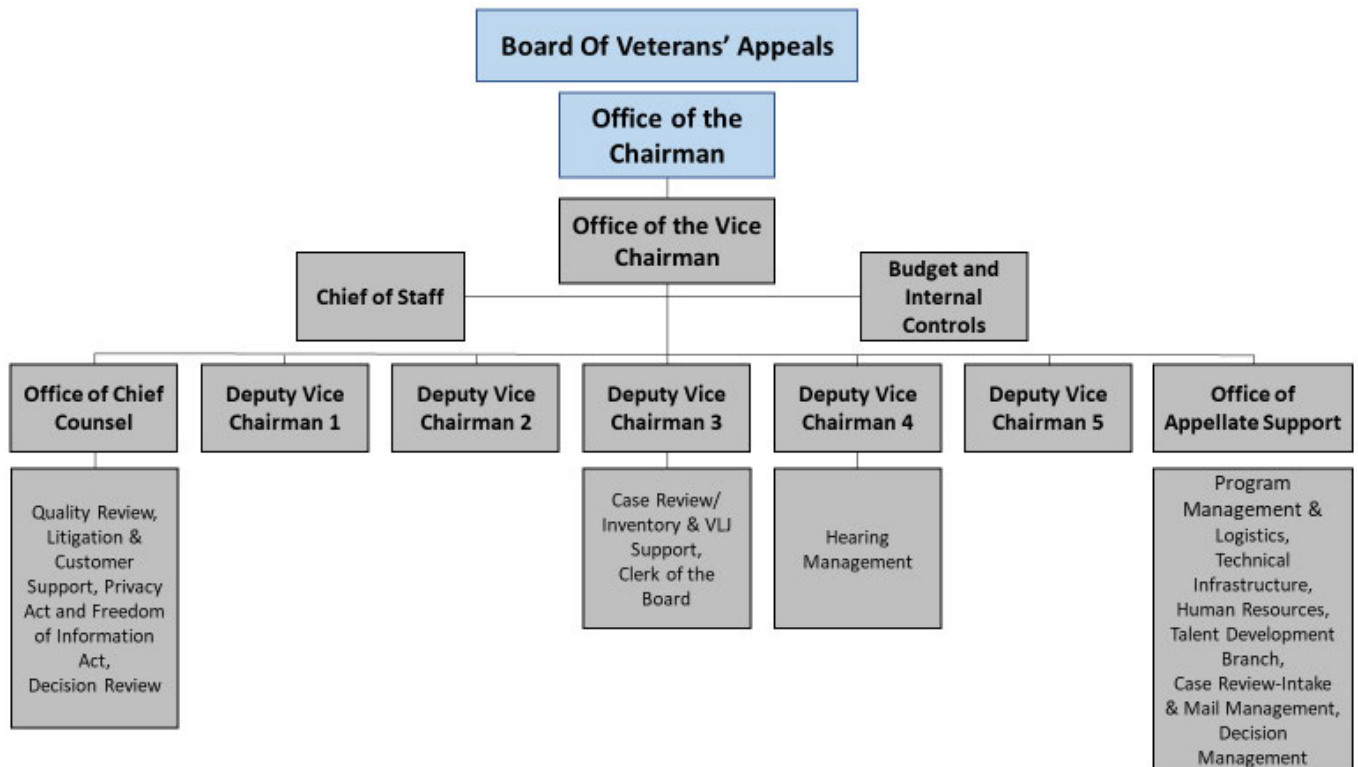 Board Of Veterans’ Appeals
Office of the
Chairman
Office of the Vice
Chairman
Chief of Staff
Budget and
Internal
Controls
Office of Chief
Counsel
Deputy Vice
Chairman 1
Deputy Vice
Chairman 2
Deputy Vice
Chairman 3
Deputy Vice
Chairman 4
Deputy Vice
Chairman 5
Office of
Appellate Support
Quality Review,
Litigation &
Customer
Support, Privacy
Act and Freedom
of Information
Act,
Decision Review
Case Review/
Inventory & VLJ
Support,
Clerk of the
Board
Hearing
Management
Program
Management &
Logistics,
Technical
Infrastructure,
Human Resources,
Talent Development
Branch,
Case Review-Intake
& Mail Management,
Decision
Management